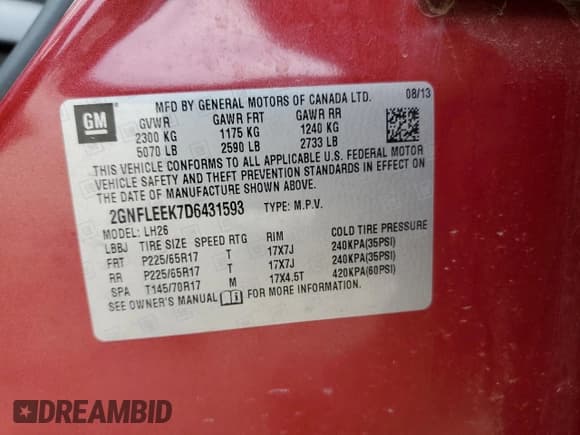 GM
MFD BY GENERAL MOTORS OF CANADA LTD. 08/13
GVWR GAWR FRT GAWR RR
2300 KG 1175 KG 1240 KG
5070 LB 2590 LB 2733 LB
THIS VEHICLE CONFORMS TO ALL APPLICABLE U.S. FEDERAL MOTOR
VEHICLE SAFETY AND THEFT PREVENTION STANDARDS IN EFFECT ON
THE DATE OF MANUFACTURE SHOWN ABOVE.
2GNFLEEK7D6431593 TYPE: M.P.V.
MODEL: LH26
LBBJ TIRE SIZE SPEED RTG RIM COLD TIRE PRESSURE
FRT P225/65R17 T 17X7J 240KPA(35PSI)
RR P225/65R17 T 17X7J 240KPA(35PSI)
SPA T145/70R17 M 17X4.5T 420KPA(60PSI)
SEE OWNER'S MANUAL FOR MORE INFORMATION.
DREAMBID